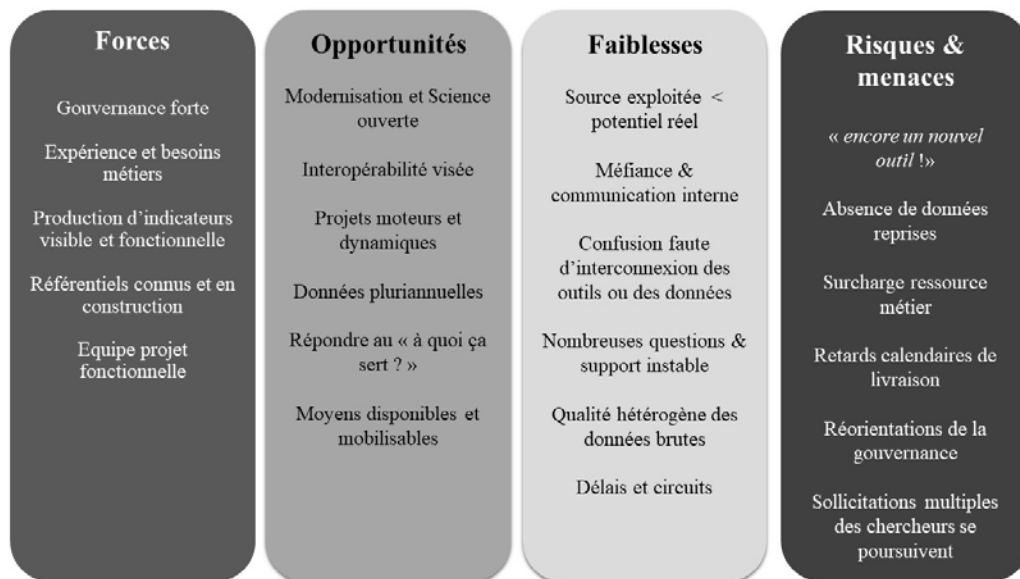 Forces
Gouvernance forte
Expérience et besoins
métiers
Production d'indicateurs
visible et fonctionnelle
Référentiels connus et en
construction
Equipe projet
fonctionnelle
Opportunités
Modernisation et Science
ouverte
Interopérabilité visée
Projets moteurs et
dynamiques
Données pluriannuelles
Répondre au « à quoi ça
sert ? »
Moyens disponibles et
mobilisables
Faiblesses
Source exploitée <
potentiel réel
Méfiance &
communication interne
Confusion faute
d'interconnexion des
outils ou des données
Nombreuses questions &
support instable
Qualité hétérogène des
données brutes
Délais et circuits
Risques &
menaces
« encore un nouvel
outil !»
Absence de données
reprises
Surcharge ressource
métier
Retards calendaires de
livraison
Réorientations de la
gouvernance
Sollicitations multiples
des chercheurs se
poursuivent